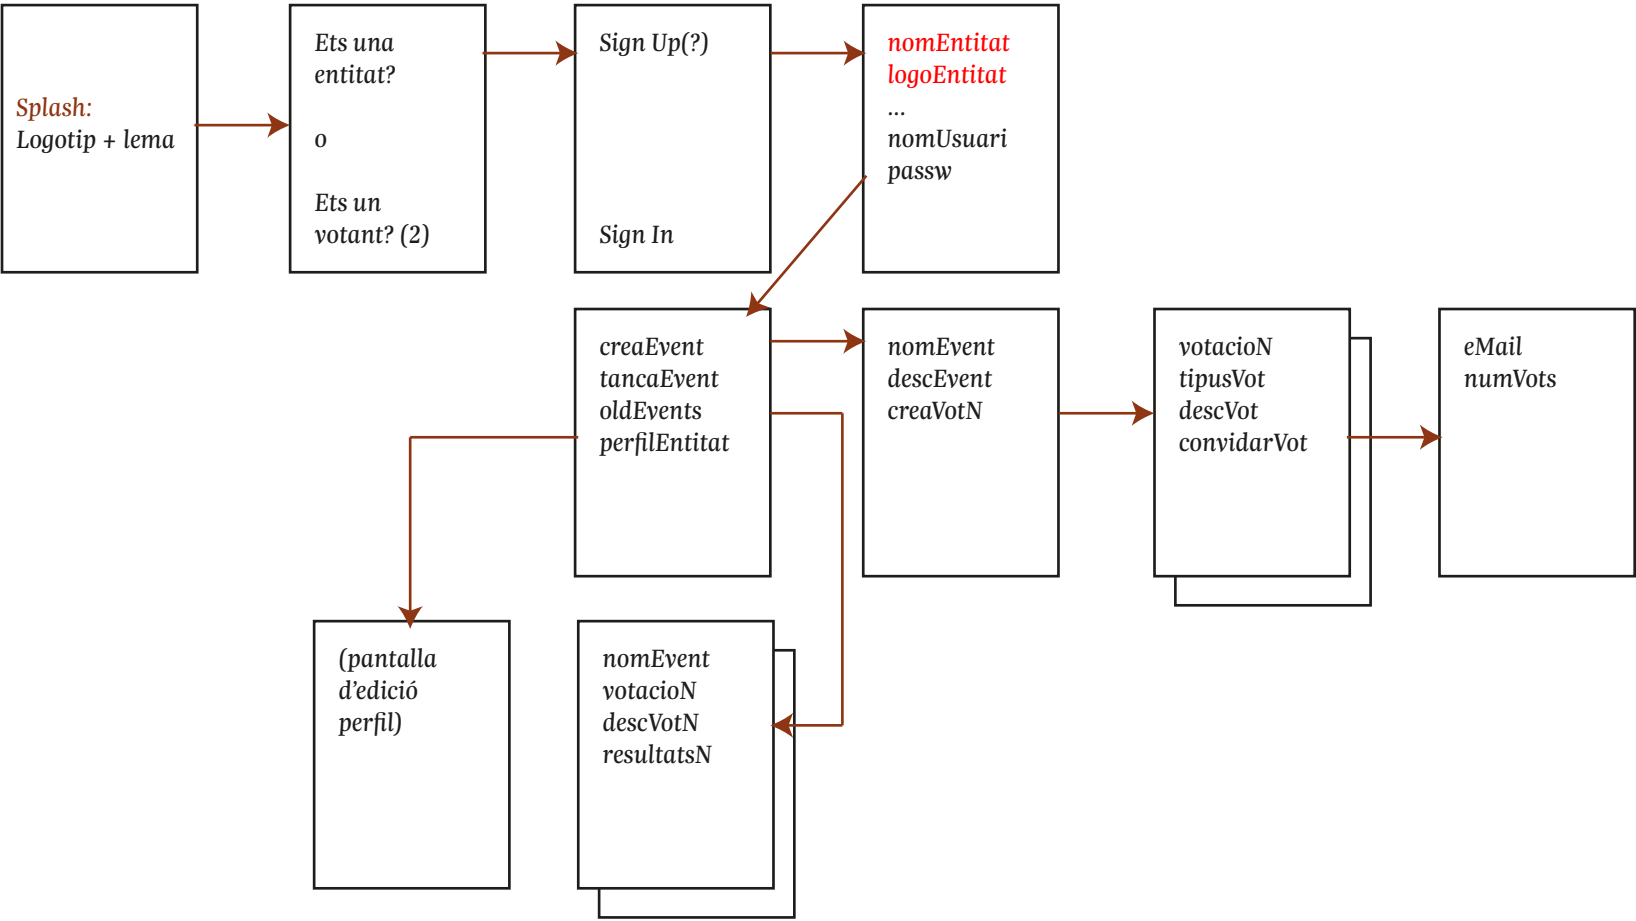 Splash:
Logotip + lema
Ets una
entitat?
o
Ets un
votant? (2)
Sign Up(?)
Sign In
nomEntitat
logoEntitat
...
nomUsuari
passw
creaEvent
tancaEvent
oldEvents
perfilEntitat
nomEvent
descEvent
creaVotN
votacioN
tipusVot
descVot
convidarVot
eMail
numVots
(pantalla
d’edició
perfil)
nomEvent
votacioN
descVotN
resultatsN